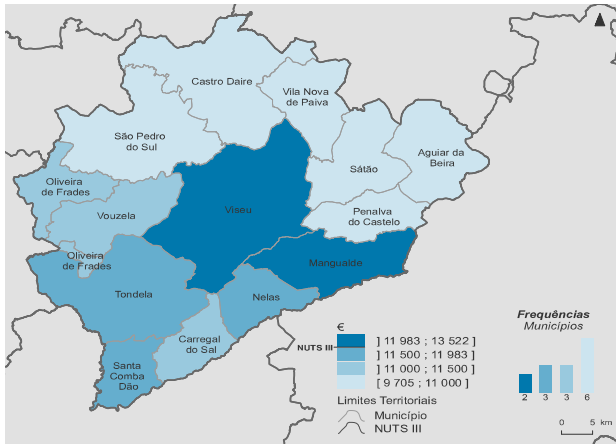 Castro Daire
Vila Nova
de Paiva
São Pedro
do Sul
Aguiar da
Beira
Sátão
Oliveira
de Frades
Vouzela
Viseu
Penalva
do Castelo
Oliveira
de Frades
Mangualde
Tondela
Nelas
Carregal
do Sal
Santa
Comba
Dão
€
NUTS III
] 11 983 ; 13 522 ]
] 11 500 ; 11 983 ]
] 11 000 ; 11 500 ]
[ 9 705 ; 11 000 ]
Limites Territoriais
Município
NUTS III
Frequências
Municípios
2 3 3 6
0 5 km